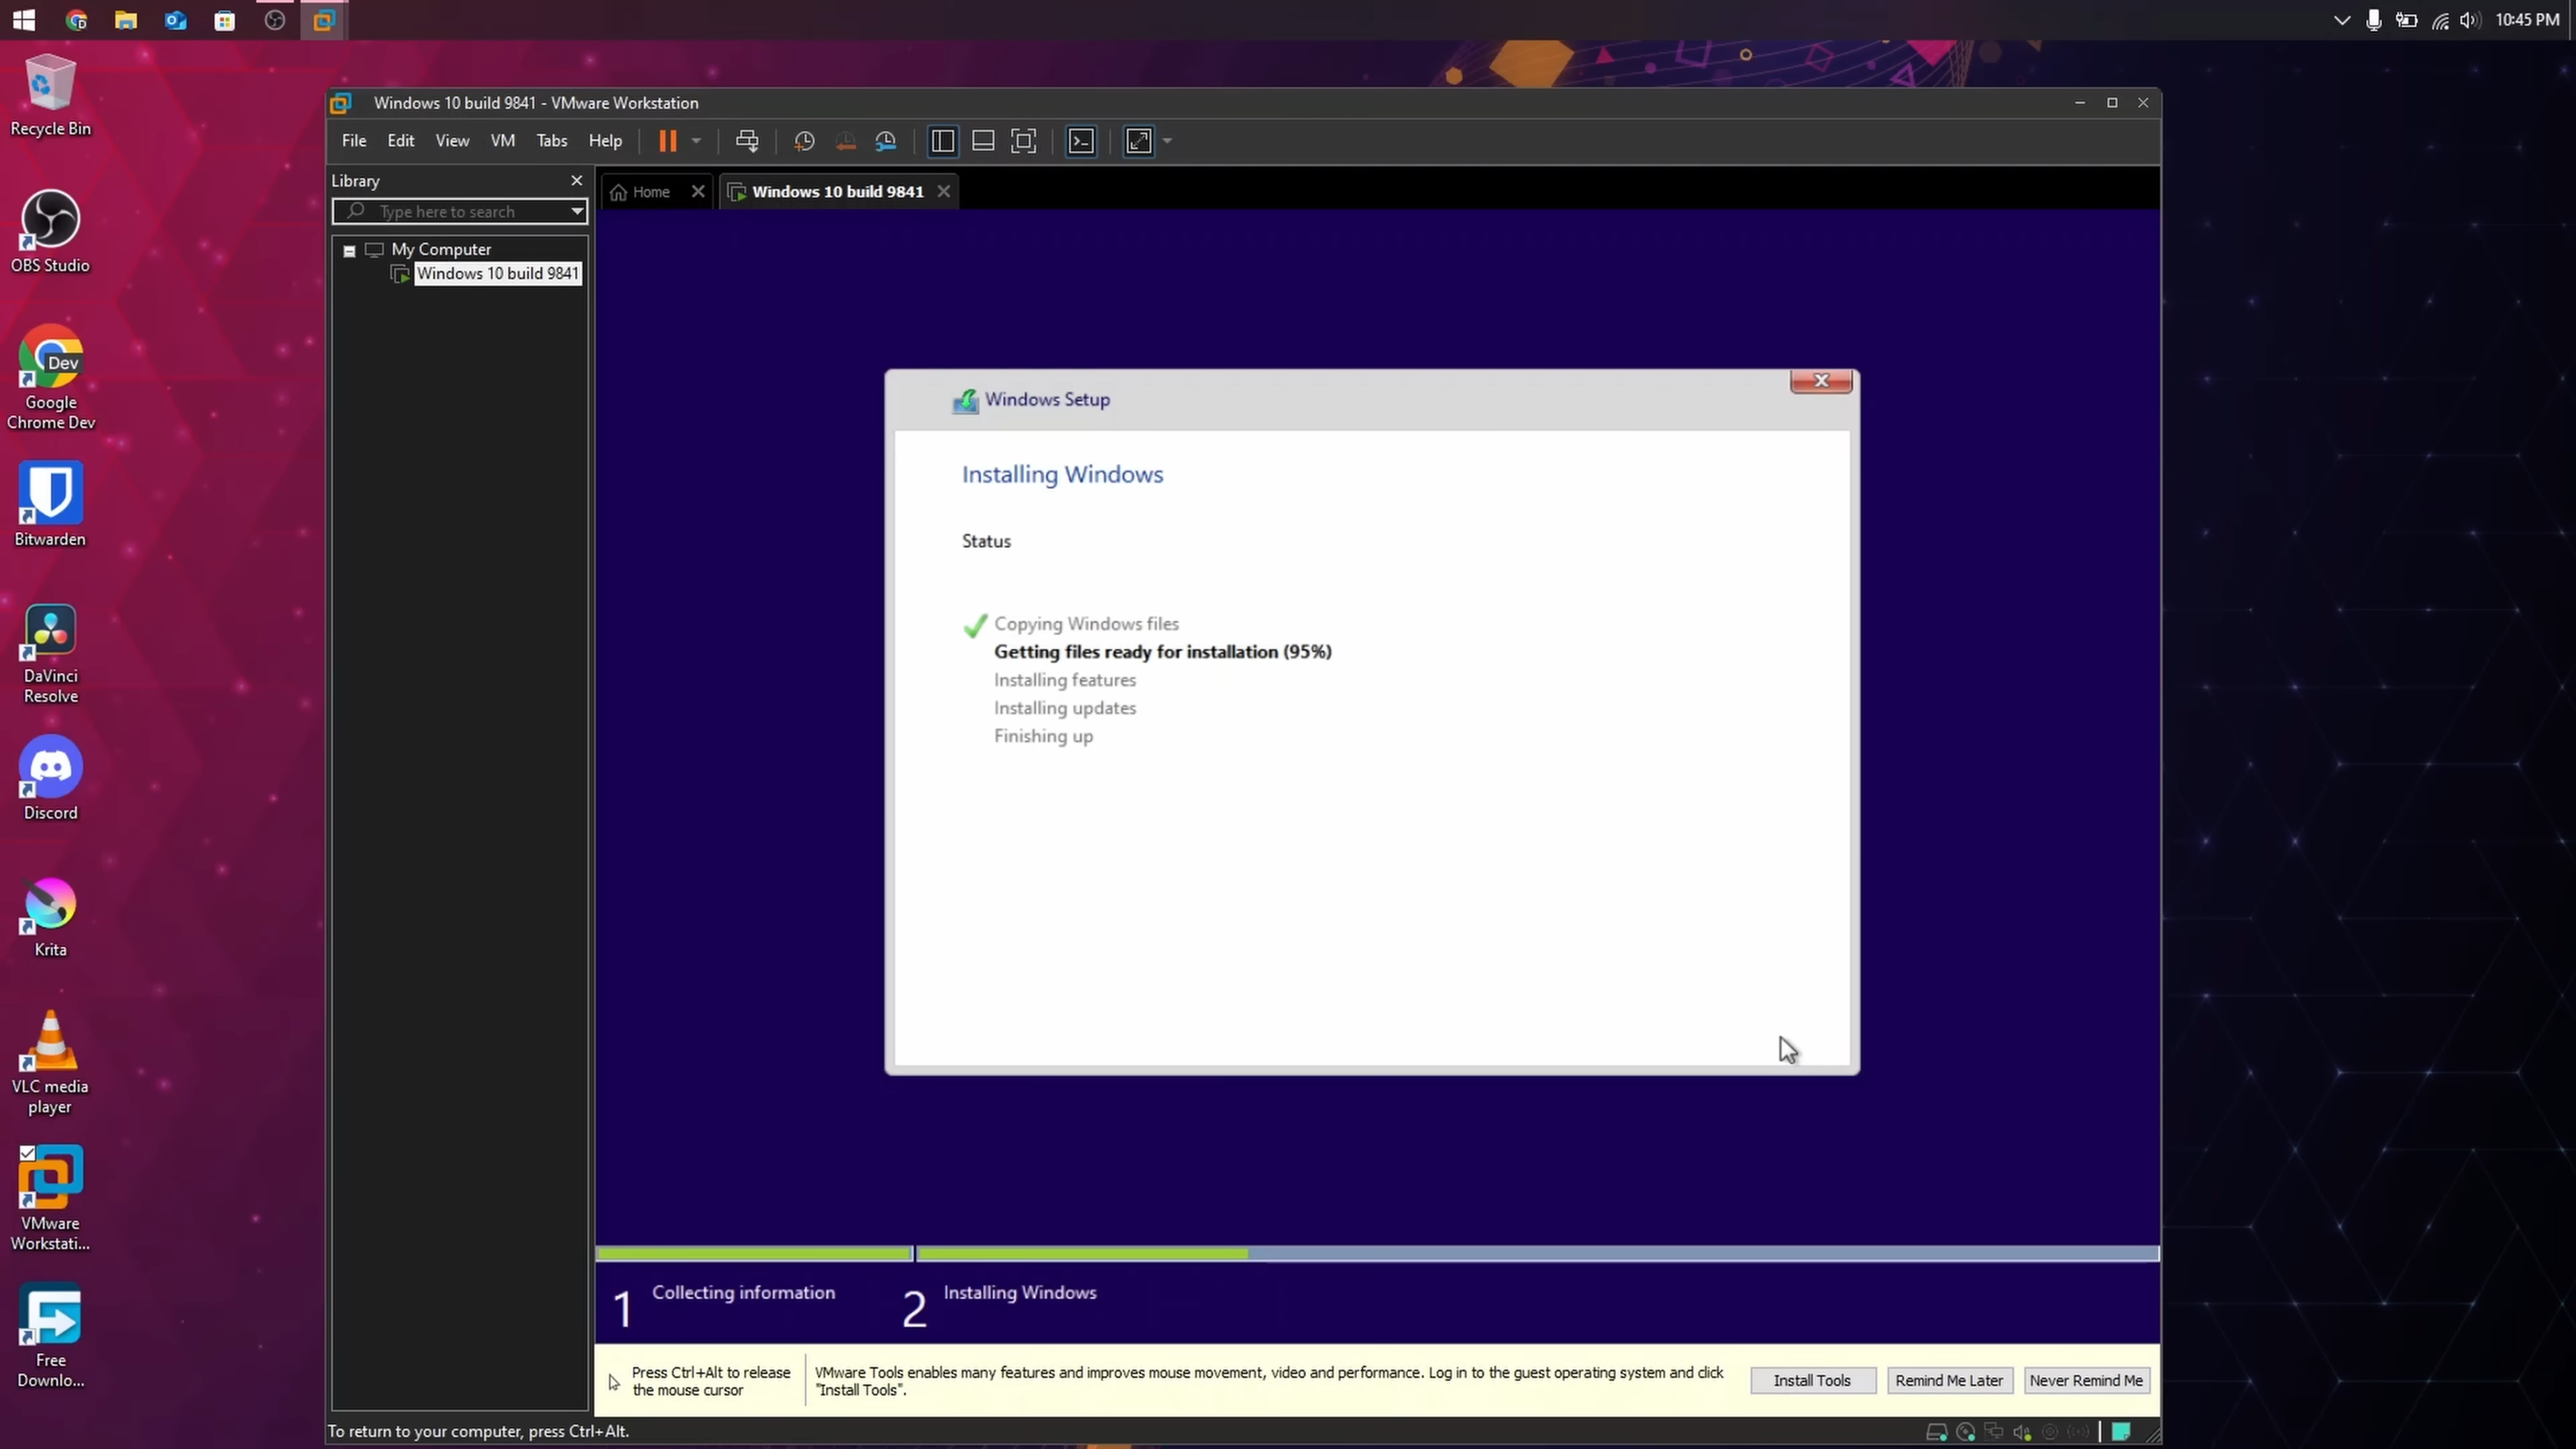 10:45 PM
Recycle Bin
OBS Studio
Dev
Google
Chrome Dev
Bitwarden
DaVinci
Resolve
Discord
Krita
VLC media
player
VMware
Workstati...
Free
Downlo...
Windows 10 build 9841 - VMware Workstation
File Edit View VM Tabs Help
Library
Type here to search
My Computer
Windows 10 build 9841
Home
Windows 10 build 9841
Windows Setup
Installing Windows
Status
Copying Windows files
Getting files ready for installation (95%)
Installing features
Installing updates
Finishing up
1 Collecting information
2 Installing Windows
Press Ctrl+Alt to release
the mouse cursor
VMware Tools enables many features and improves mouse movement, video and performance. Log in to the guest operating system and click
"Install Tools".
Install Tools
Remind Me Later
Never Remind Me
To return to your computer, press Ctrl+Alt.